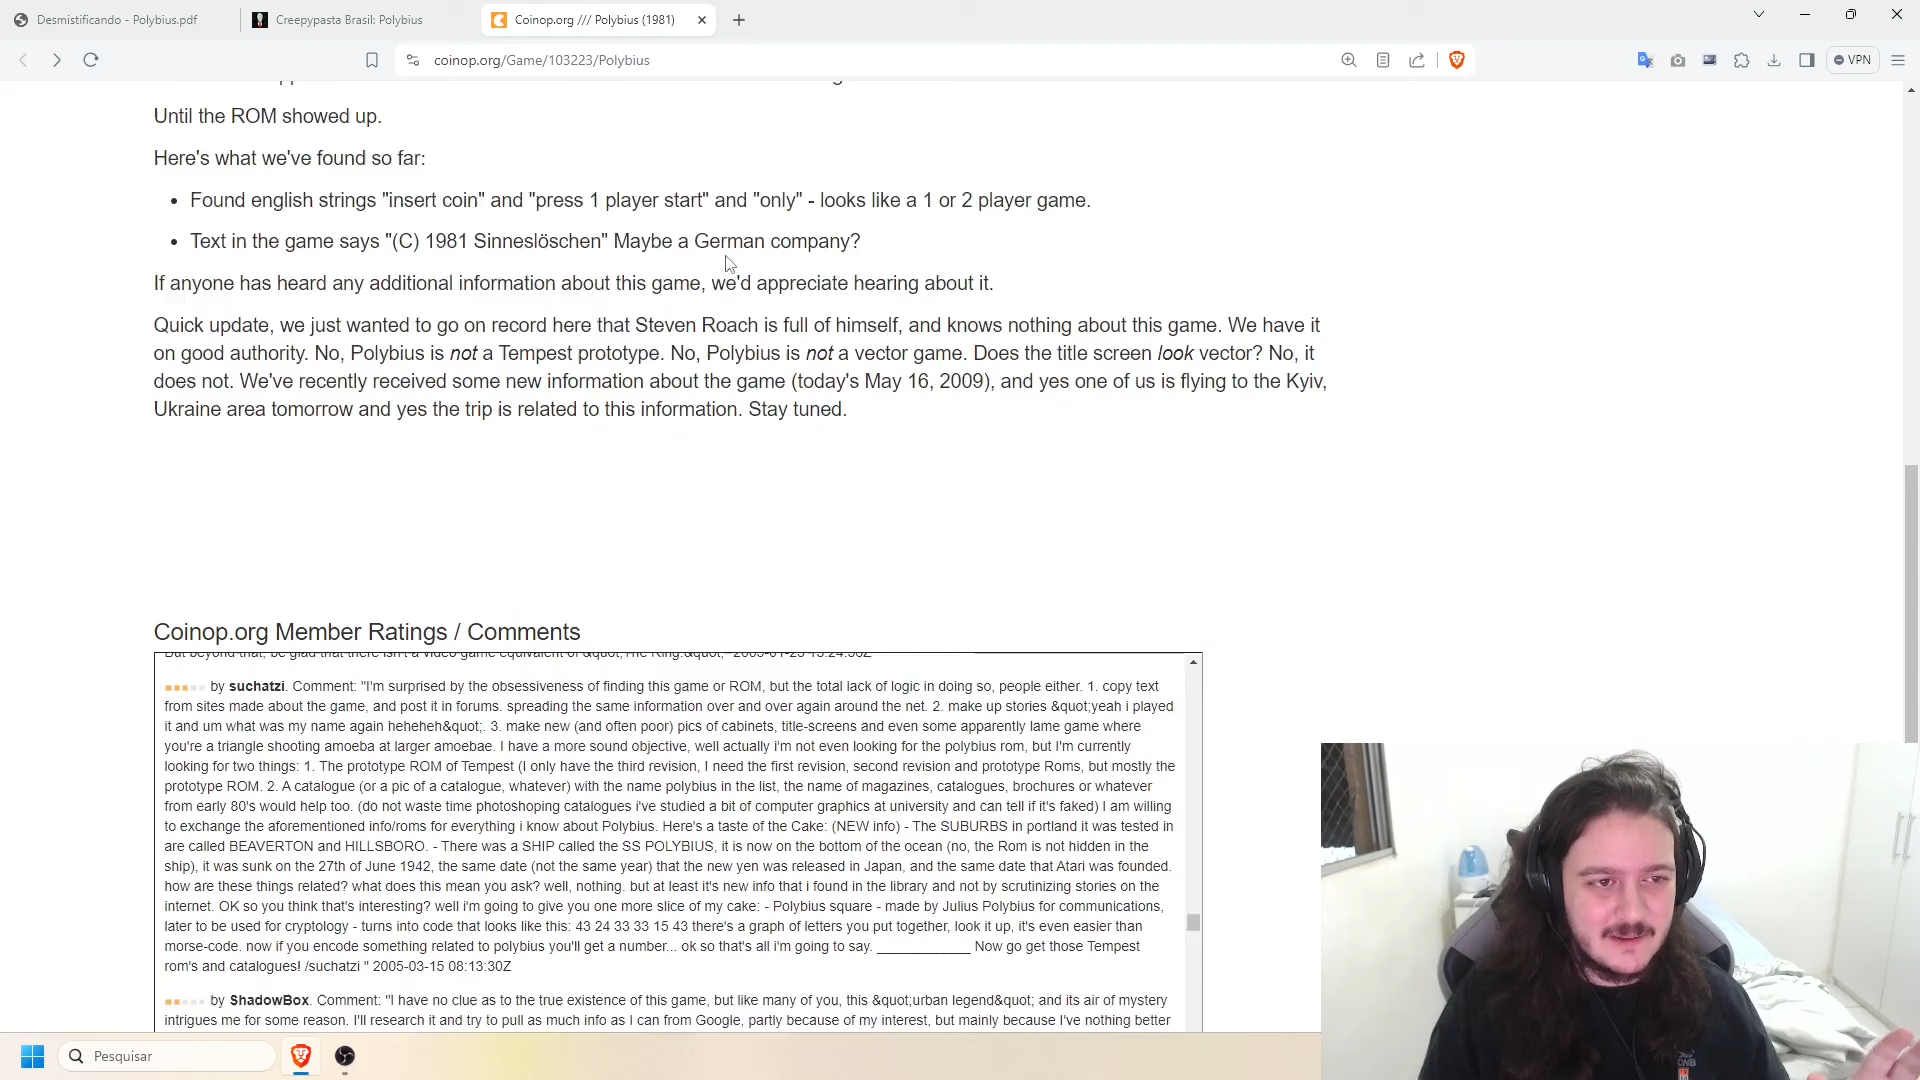 Desmistificando - Polybius.pdf
Creepypasta Brasil: Polybius
Coinop.org /// Polybius (1981)
coinop.org/Game/103223/Polybius
VPN
Until the ROM showed up.
Here's what we've found so far:
• Found english strings "insert coin" and "press 1 player start" and "only" - looks like a 1 or 2 player game.
• Text in the game says "(C) 1981 Sinneslöschen" Maybe a German company?
If anyone has heard any additional information about this game, we'd appreciate hearing about it.
Quick update, we just wanted to go on record here that Steven Roach is full of himself, and knows nothing about this game. We have it
on good authority. No, Polybius is not a Tempest prototype. No, Polybius is not a vector game. Does the title screen look vector? No, it
does not. We've recently received some new information about the game (today's May 16, 2009), and yes one of us is flying to the Kyiv,
Ukraine area tomorrow and yes the trip is related to this information. Stay tuned.
Coinop.org Member Ratings / Comments
But beyond that, be glad that there isn't a video game equivalent of &quot;The Ring.&quot;
by suchatzi. Comment: "I'm surprised by the obsessiveness of finding this game or ROM, but the total lack of logic in doing so, people either. 1. copy text
from sites made about the game, and post it in forums. spreading the same information over and over again around the net. 2. make up stories &quot;yeah i played
it and um what was my name again heheheh&quot;. 3. make new (and often poor) pics of cabinets, title-screens and even some apparently lame game where
you're a triangle shooting amoeba at larger amoebae. I have a more sound objective, well actually i'm not even looking for the polybius rom, but I'm currently
looking for two things: 1. The prototype ROM of Tempest (I only have the third revision, I need the first revision, second revision and prototype Roms, but mostly the
prototype ROM. 2. A catalogue (or a pic of a catalogue, whatever) with the name polybius in the list, the name of magazines, catalogues, brochures or whatever
from early 80's would help too. (do not waste time photoshoping catalogues i've studied a bit of computer graphics at university and can tell if it's faked) I am willing
to exchange the aforementioned info/roms for everything i know about Polybius. Here's a taste of the Cake: (NEW info) - The SUBURBS in portland it was tested in
are called BEAVERTON and HILLSBORO. - There was a SHIP called the SS POLYBIUS, it is now on the bottom of the ocean (no, the Rom is not hidden in the
ship), it was sunk on the 27th of June 1942, the same date (not the same year) that the new yen was released in Japan, and the same date that Atari was founded.
how are these things related? what does this mean you ask? well, nothing. but at least it's new info that i found in the library and not by scrutinizing stories on the
internet. OK so you think that's interesting? well i'm going to give you one more slice of my cake: - Polybius square - made by Julius Polybius for communications,
later to be used for cryptology - turns into code that looks like this: 43 24 33 33 15 43 there's a graph of letters you put together, look it up, it's even easier than
morse-code. now if you encode something related to polybius you'll get a number... ok so that's all i'm going to say. _____________ Now go get those Tempest
rom's and catalogues! /suchatzi " 2005-03-15 08:13:30Z
by ShadowBox. Comment: "I have no clue as to the true existence of this game, but like many of you, this &quot;urban legend&quot; and its air of mystery
intrigues me for some reason. I'll research it and try to pull as much info as I can from Google, partly because of my interest, but mainly because I've nothing better
Pesquisar